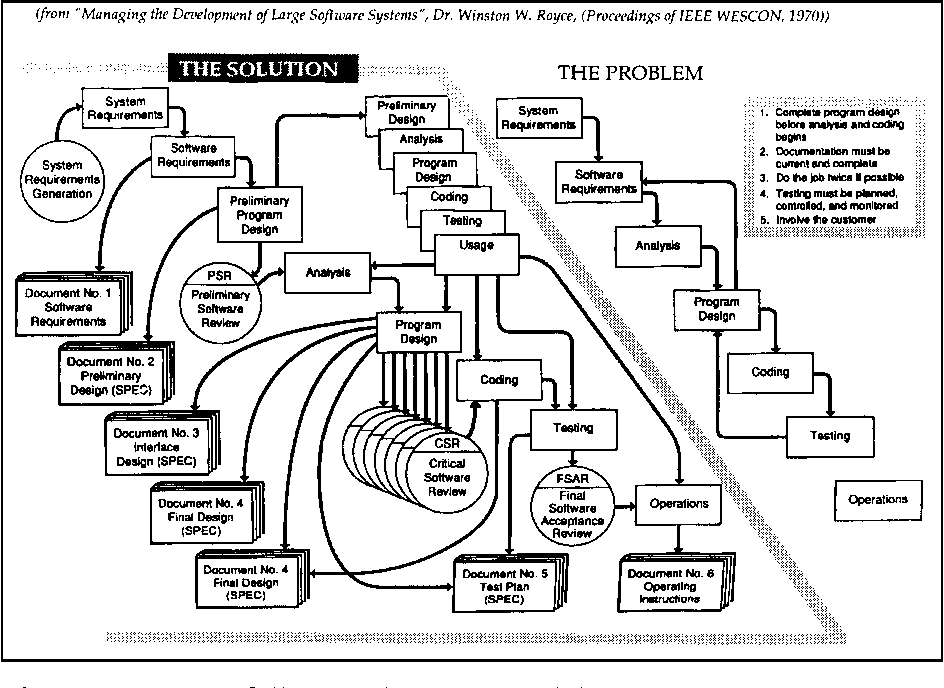 (from "Managing the Development of Large Software Systems", Dr. Winston W. Royce, (Proceedings of IEEE WESCON, 1970))
THE SOLUTION
THE PROBLEM
System
Requirements
System
Requirements
Generation
Software
Requirements
Preliminary
Program
Design
PSR
Preliminary
Software
Review
Analysis
Preliminary
Design
Analysis
Program
Design
Coding
Testing
Usage
Program
Design
Coding
Testing
CSR
Critical
Software
Review
FSAR
Final
Software
Acceptance
Review
Operations
Document No. 1
Software
Requirements
Document No. 2
Preliminary
Design (SPEC)
Document No. 3
Interface
Design (SPEC)
Document No. 4
Final Design
(SPEC)
Document No. 4
Final Design
(SPEC)
Document No. 5
Test Plan
(SPEC)
Document No. 6
Operating
Instructions
System
Requirements
Software
Requirements
Analysis
Program
Design
Coding
Testing
Operations
1. Complete program design
before analysis and coding
begins
2. Documentation must be
current and complete
3. Do the job twice if possible
4. Testing must be planned,
controlled, and monitored
5. Involve the customer